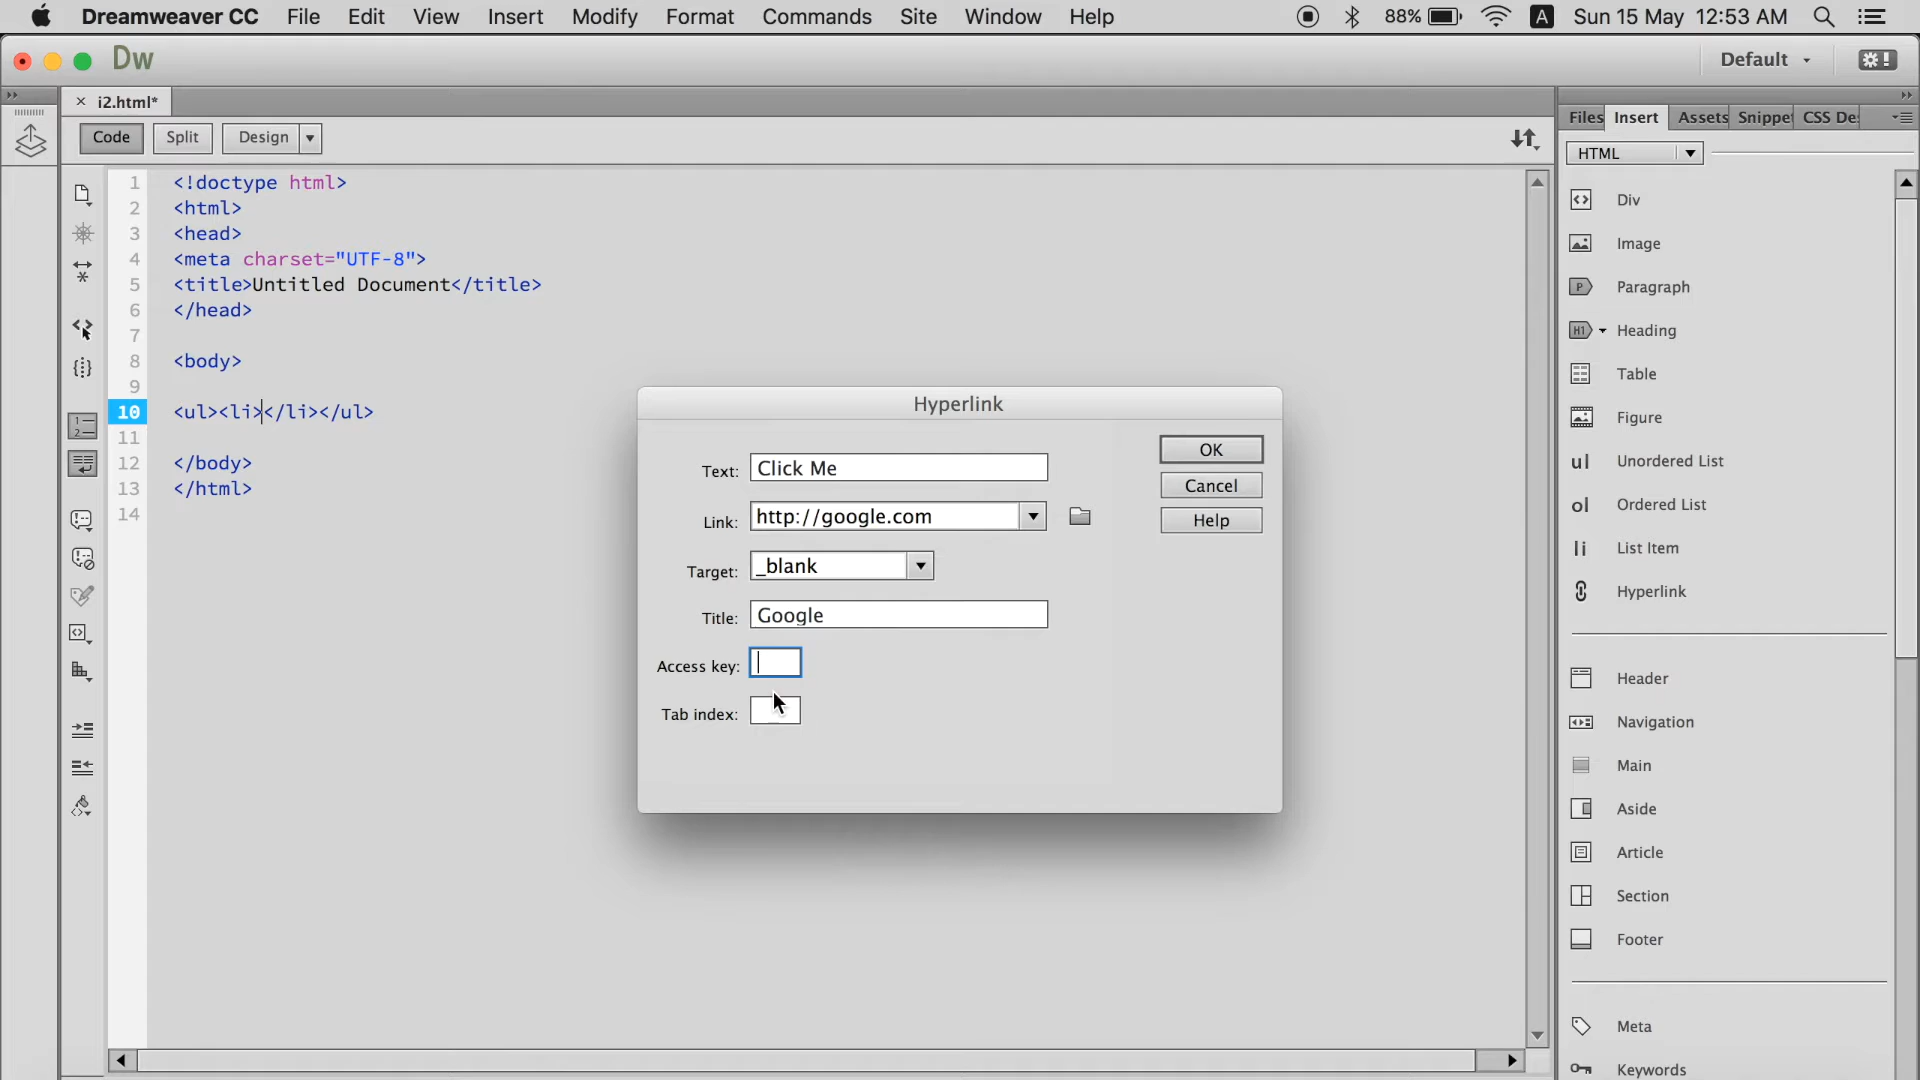 Dreamweaver CC File Edit View Insert Modify Format Commands Site Window Help 88% A Sun 15 May 12:53 AM
Dw Default
i2.html*
Files Insert Assets Snippet CSS De:
Code Split Design
HTML
1 <!doctype html>
2 <html>
3 <head>
4 <meta charset="UTF-8">
5 <title>Untitled Document</title>
6 </head>
7
8 <body>
9
10 <ul><li></li></ul>
11
12 </body>
13 </html>
14
Hyperlink
Text: Click Me
Link: http://google.com
Target: _blank
Title: Google
Access key:
Tab index:
OK
Cancel
Help
Div
Image
P Paragraph
H1 Heading
Table
Figure
ul Unordered List
ol Ordered List
li List Item
Hyperlink
Header
Navigation
Main
Aside
Article
Section
Footer
Meta
Keywords